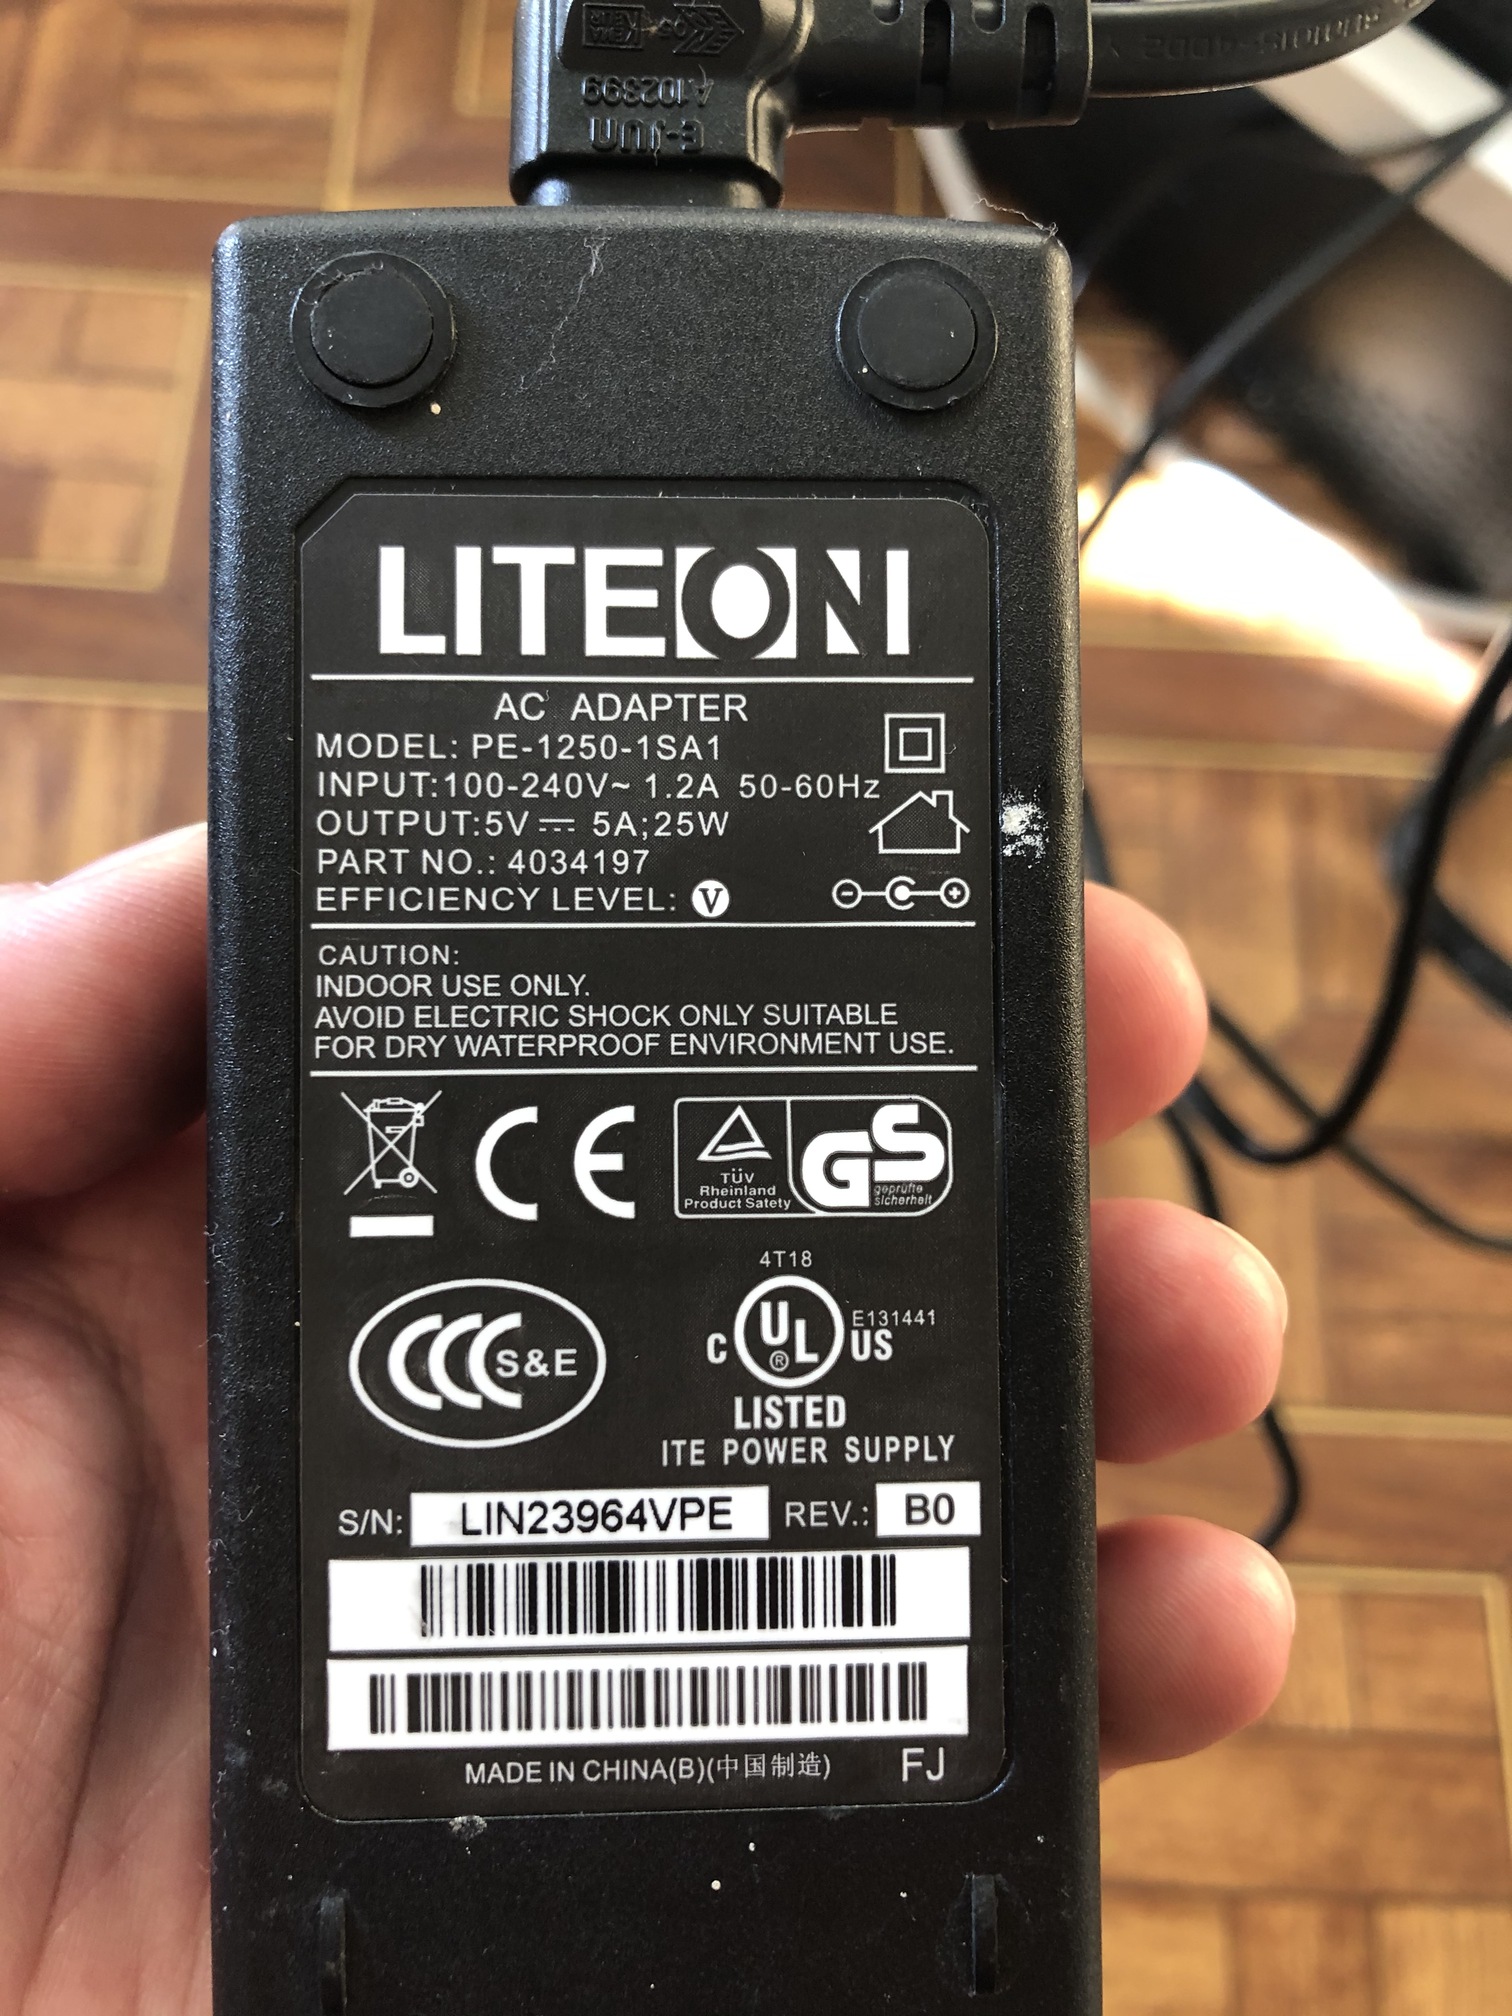 A102399
E-JUN
LITEON
AC ADAPTER
MODEL: PE-1250-1SA1
INPUT:100-240V~ 1.2A 50-60Hz
OUTPUT:5V ⎓ 5A;25W
PART NO.: 4034197
EFFICIENCY LEVEL: V
CAUTION:
INDOOR USE ONLY.
AVOID ELECTRIC SHOCK ONLY SUITABLE
FOR DRY WATERPROOF ENVIRONMENT USE.
CE
TÜV
Rheinland
Product Safety
GS
geprüfte
sicherheit
CCC S&E
4T18
C UL ® US
E131441
LISTED
ITE POWER SUPPLY
S/N: LIN23964VPE REV.: B0
MADE IN CHINA(B)(中国制造) FJ